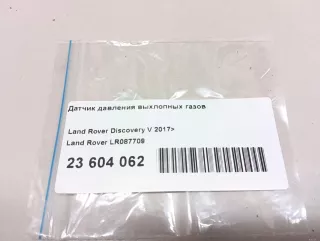 Датчик давления выхлопных газов
Land Rover Discovery V 2017>
Land Rover LR087709
23 604 062